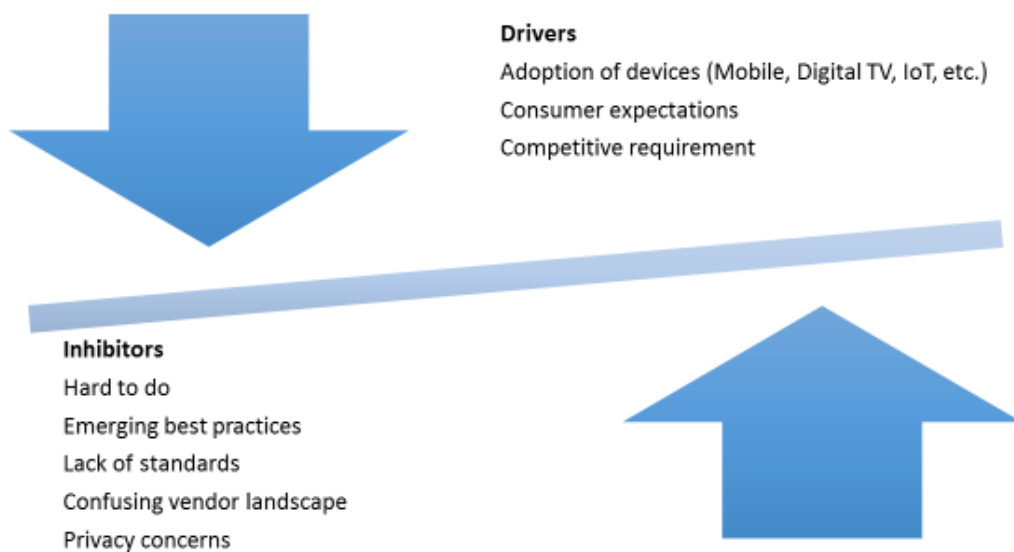 Drivers
Adoption of devices (Mobile, Digital TV, IoT, etc.)
Consumer expectations
Competitive requirement
Inhibitors
Hard to do
Emerging best practices
Lack of standards
Confusing vendor landscape
Privacy concerns